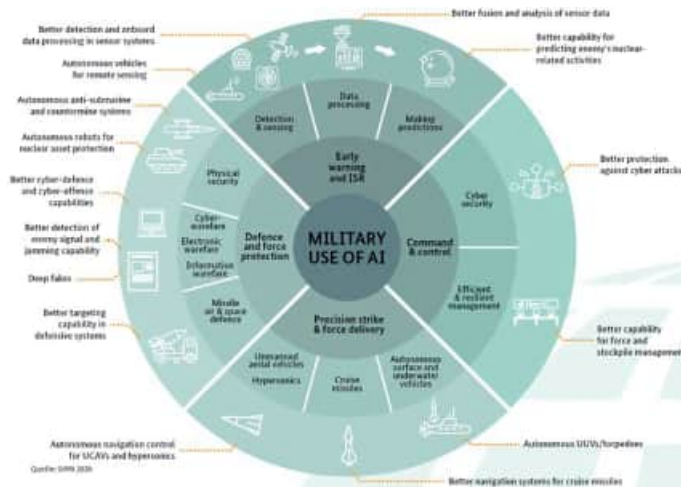 Better fusion and analysis of sensor data
Better detection and onboard
data processing in sensor systems
Better capability for
predicting enemy's nuclear-
related activities
Autonomous vehicles
for remote sensing
Autonomous anti-submarine
and countermine systems
Autonomous robots for
nuclear asset protection
Better cyber-defence
and cyber-offence
capabilities
Better detection of
enemy signal and
jamming capability
Deep fakes
Better targeting
capability in
defensive systems
Detection
& sensing
Data
processing
Making
predictions
Early
warning and ISR
Physical
security
Cyber-
warefare
Electronic
warefare
Information
warefare
Missile
air & space
defence
Defence
and force
protection
MILITARY
USE OF AI
Command
& control
Cyber
security
Efficient
& resilient
management
Better protection
against cyber attacks
Better capability
for force and
stockpile management
Precision strike
& force delivery
Unmanned
aerial vehicles
Hypersonics
Cruise
missiles
Autonomous
surface and
underwater
vehicles
Autonomous navigation control
for UCAVs and hypersonics
Autonomous UUVs/torpedoes
Better navigation systems for cruise missiles
Quelle: SIPRI 2020